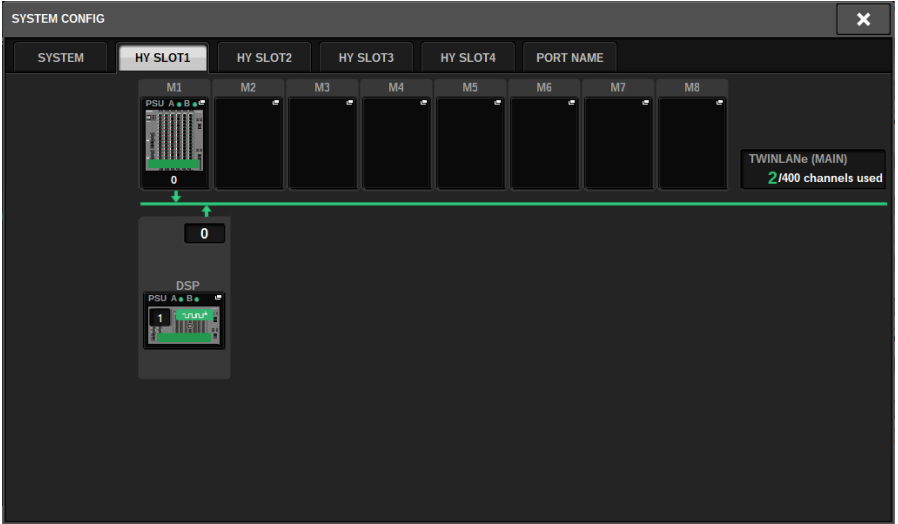 SYSTEM CONFIG
SYSTEM HY SLOT1 HY SLOT2 HY SLOT3 HY SLOT4 PORT NAME
M1 M2 M3 M4 M5 M6 M7 M8
PSU A B
TWINLANe (MAIN)
0
2/400 channels used
0
DSP
PSU A B
1